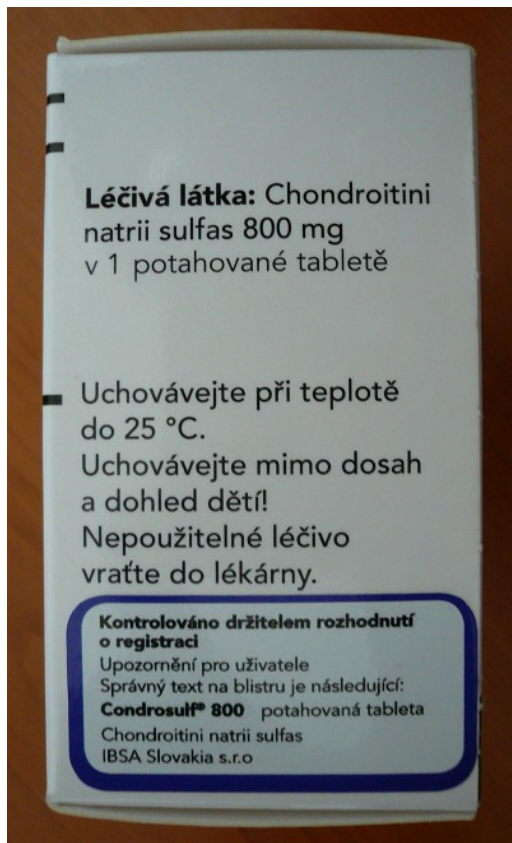 Léčivá látka: Chondroitini
natrii sulfas 800 mg
v 1 potahované tabletě
Uchovávejte při teplotě
do 25 °C.
Uchovávejte mimo dosah
a dohled dětí!
Nepoužitelné léčivo
vraťte do lékárny.
Kontrolováno držitelem rozhodnutí
o registraci
Upozornění pro uživatele
Správný text na blistru je následující:
Condrosulf® 800 potahovaná tableta
Chondroitini natrii sulfas
IBSA Slovakia s.r.o